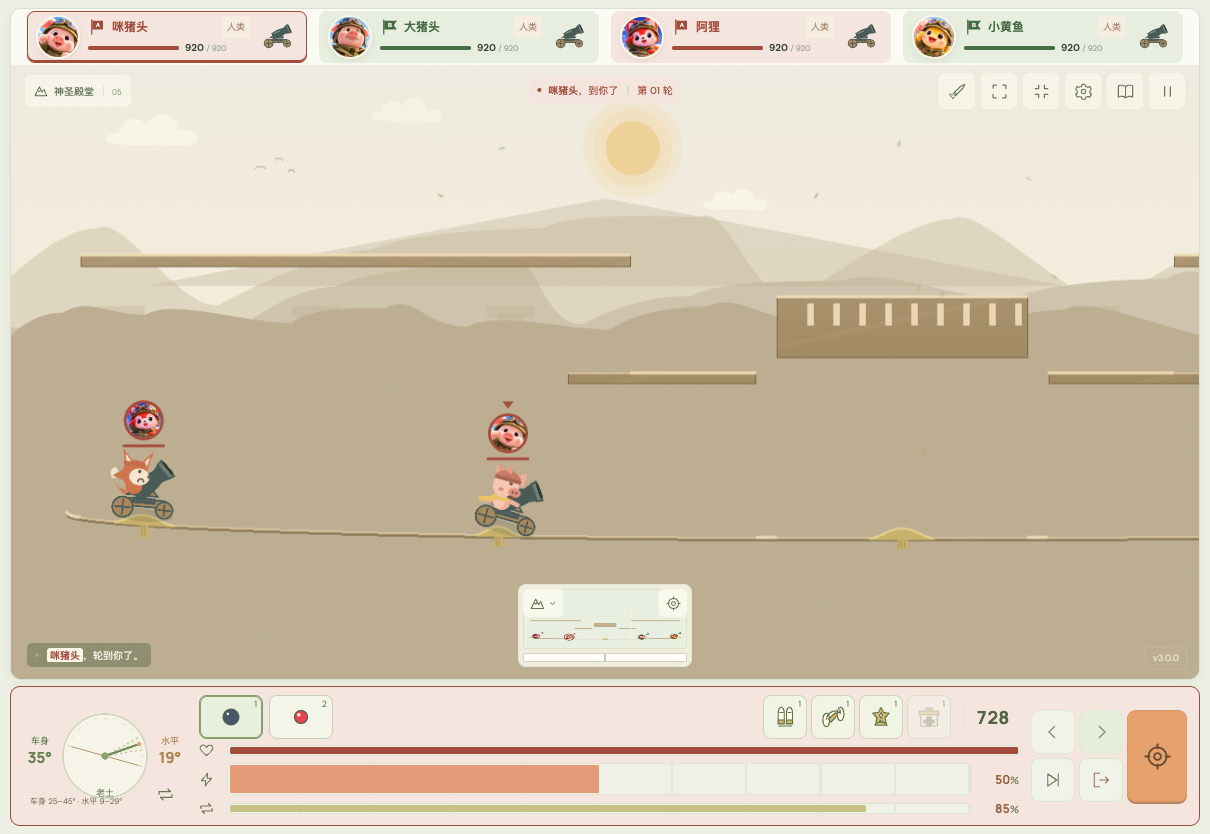 咪猪头 人类
920 / 920
大猪头 人类
920 / 920
阿狸 人类
920 / 920
小黄鱼 人类
920 / 920
神圣殿堂 05
咪猪头，到你了 第 01 轮
咪猪头，轮到你了。
v3.0.0
1
2
1
1
1
1
728
车身
35°
水平
19°
老土
车身 25–45° · 水平 9–29°
50%
85%